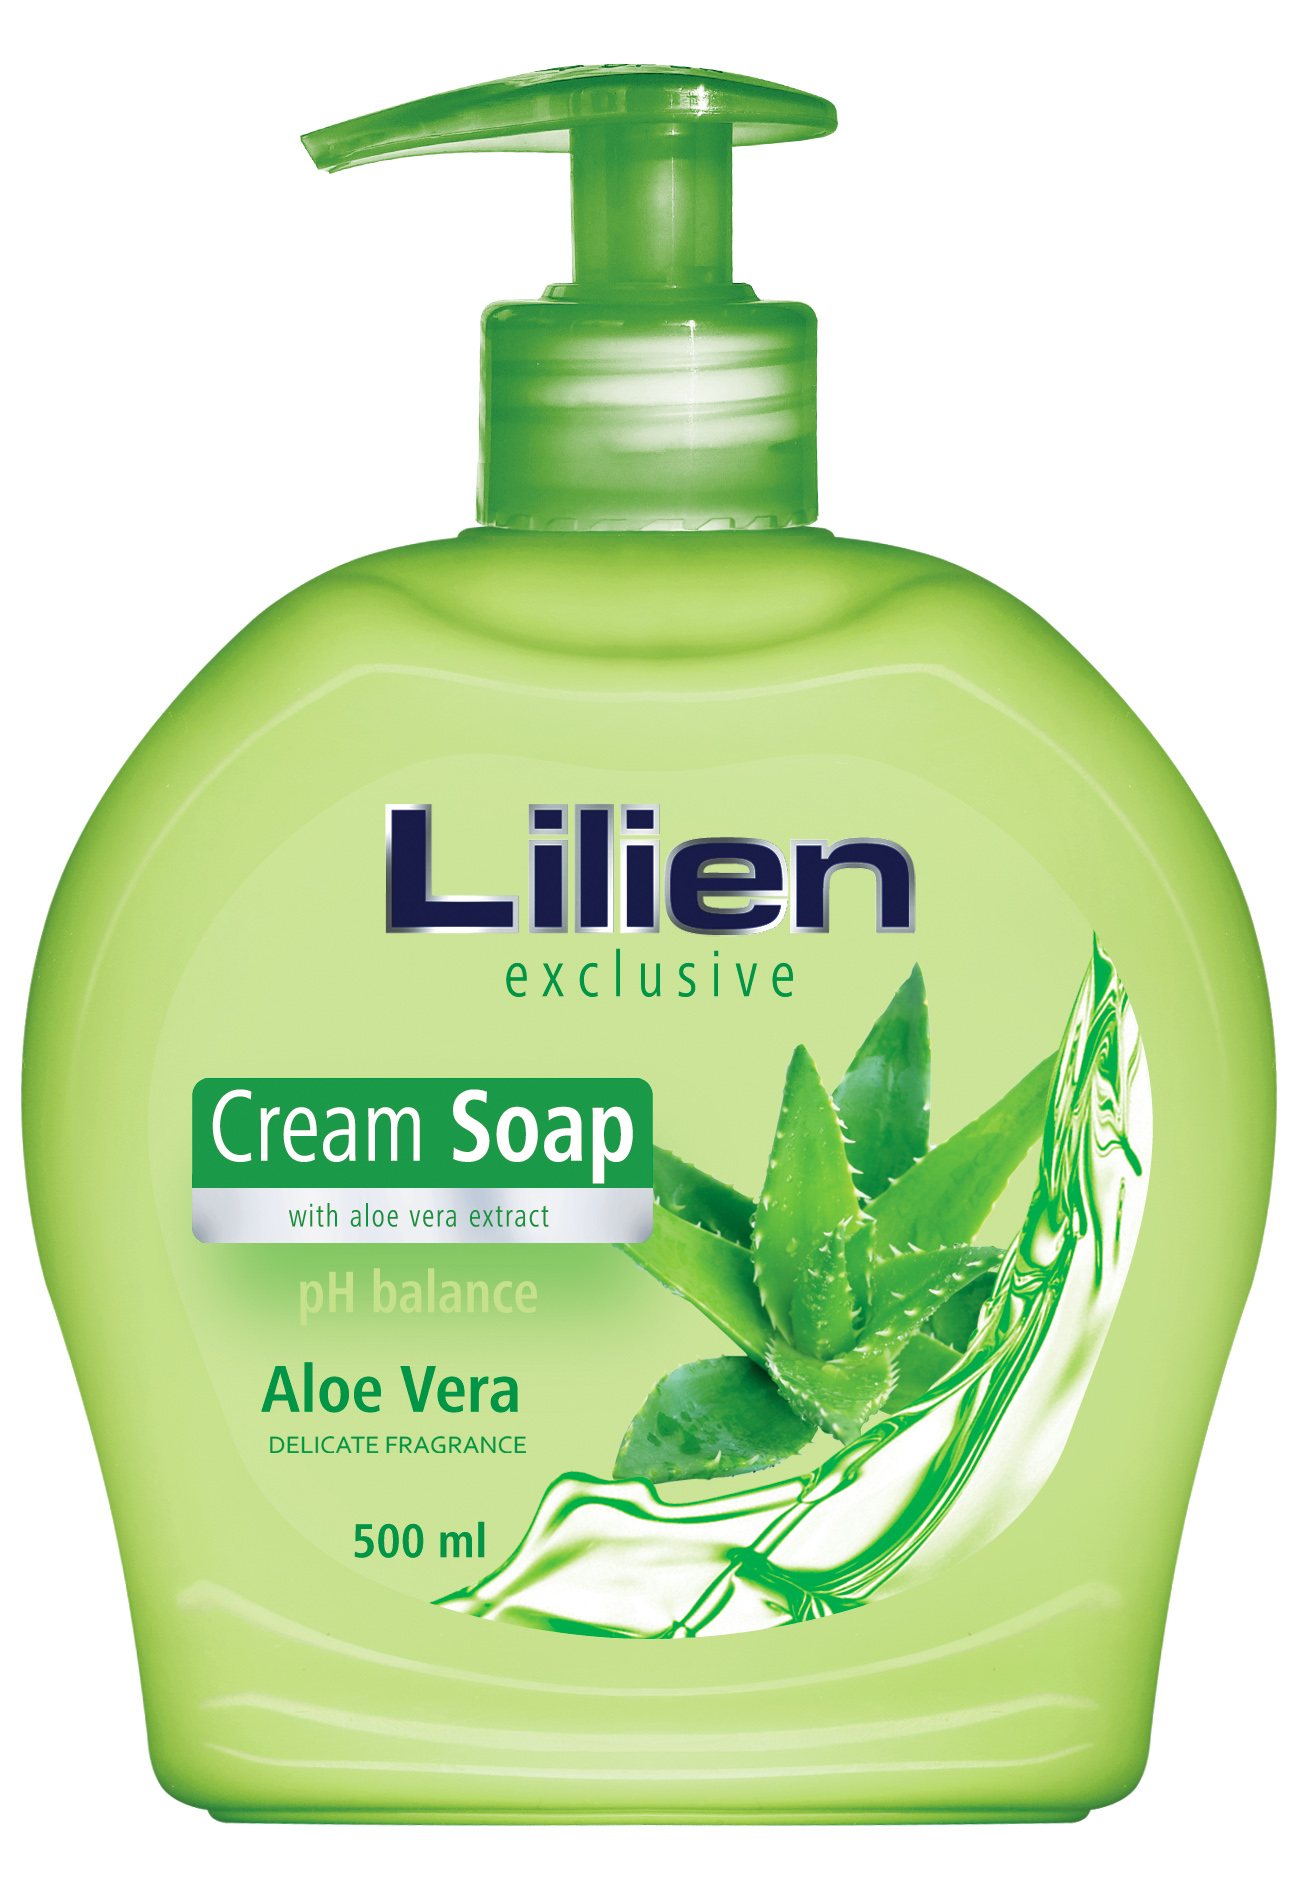 Lilien
exclusive
Cream Soap
with aloe vera extract
pH balance
Aloe Vera
DELICATE FRAGRANCE
500 ml